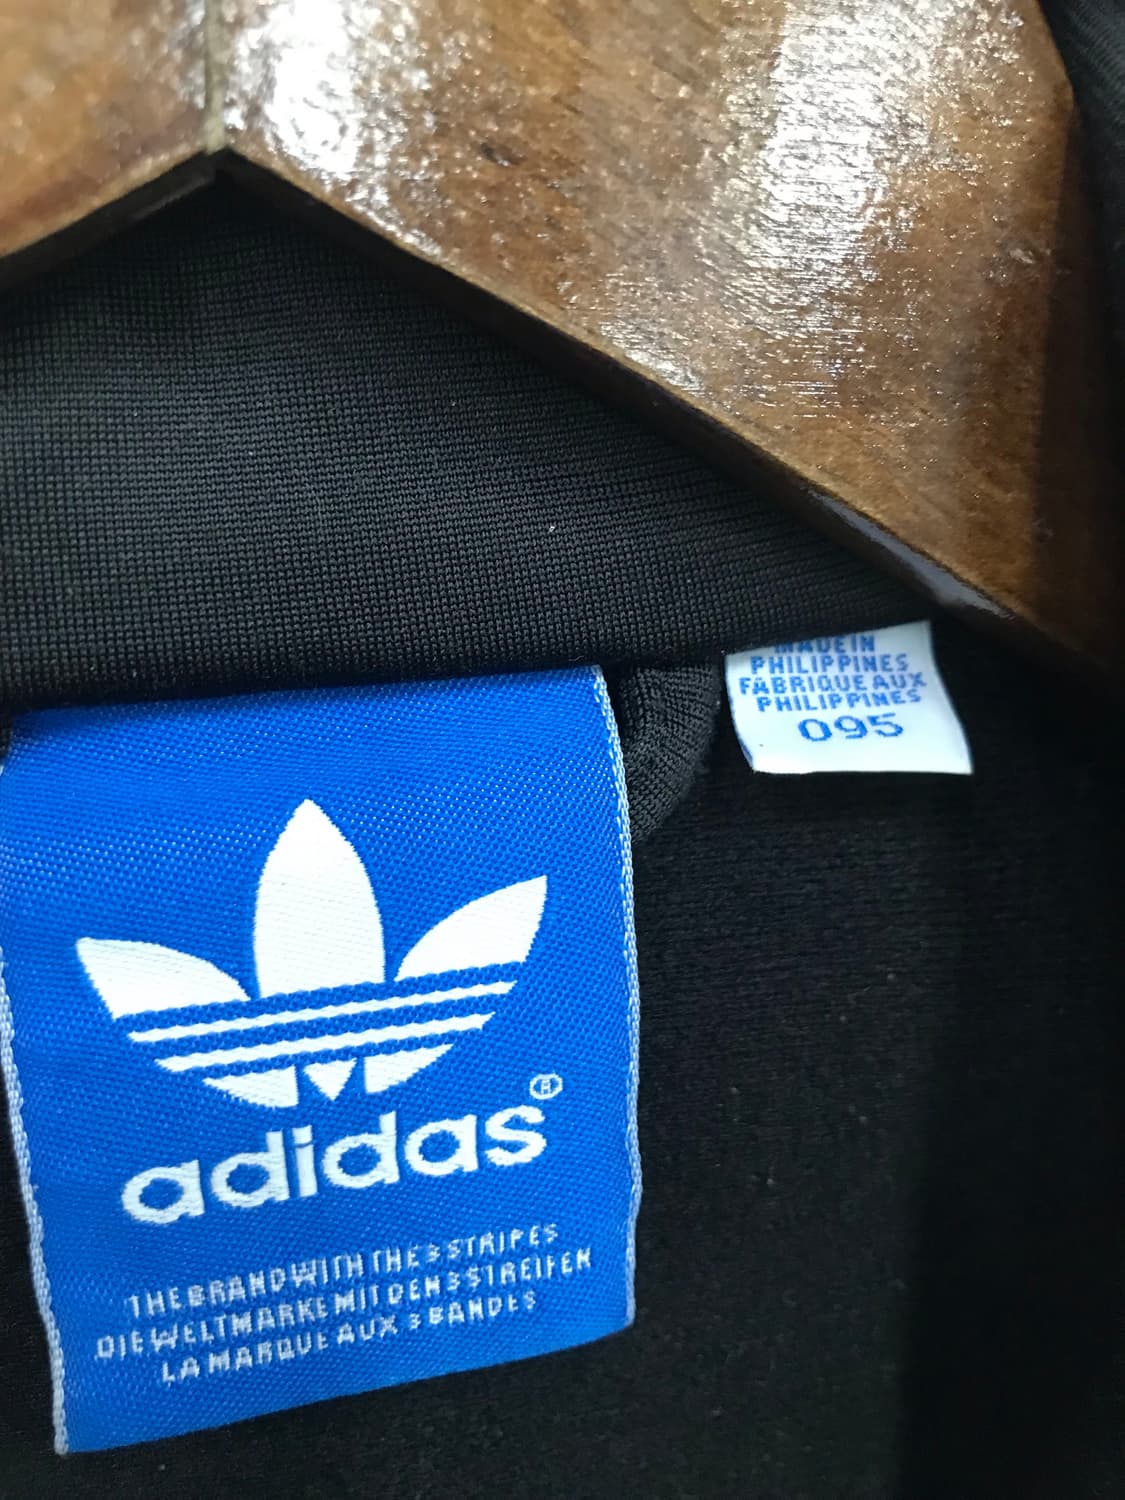 MADE IN
PHILIPPINES
FABRIQUE AUX
PHILIPPINES
095
adidas®
THE BRAND WITH THE 3 STRIPES
DIE WELTMARKE MIT DEN 3 STREIFEN
LA MARQUE AUX 3 BANDES